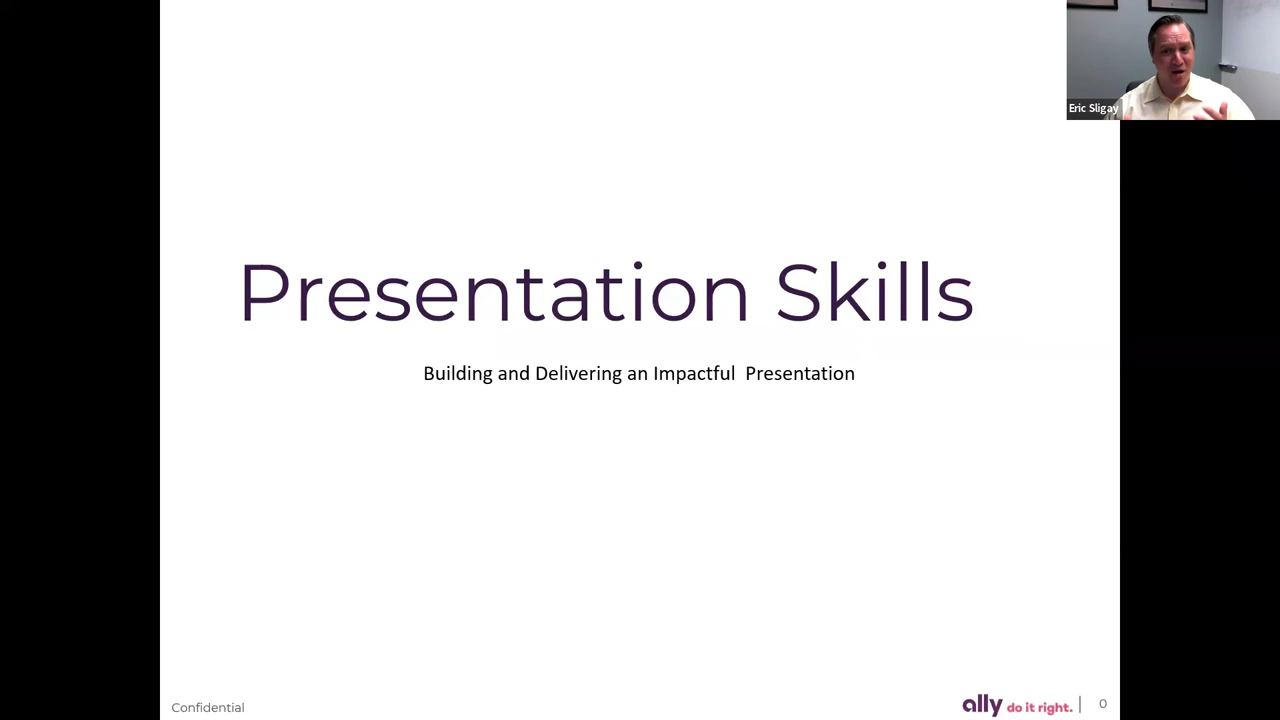 Eric Sligay
Presentation Skills
Building and Delivering an Impactful  Presentation
Confidential
ally do it right. | 0